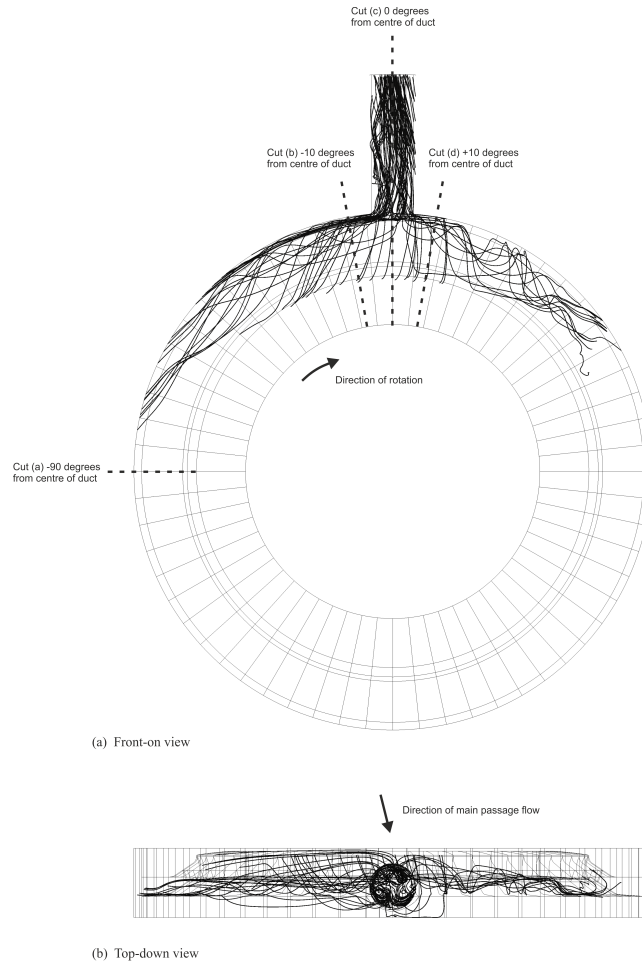 Cut (c) 0 degrees
from centre of duct
Cut (b) -10 degrees
from centre of duct
Cut (d) +10 degrees
from centre of duct
Direction of rotation
Cut (a) -90 degrees
from centre of duct
(a) Front-on view
Direction of main passage flow
(b) Top-down view